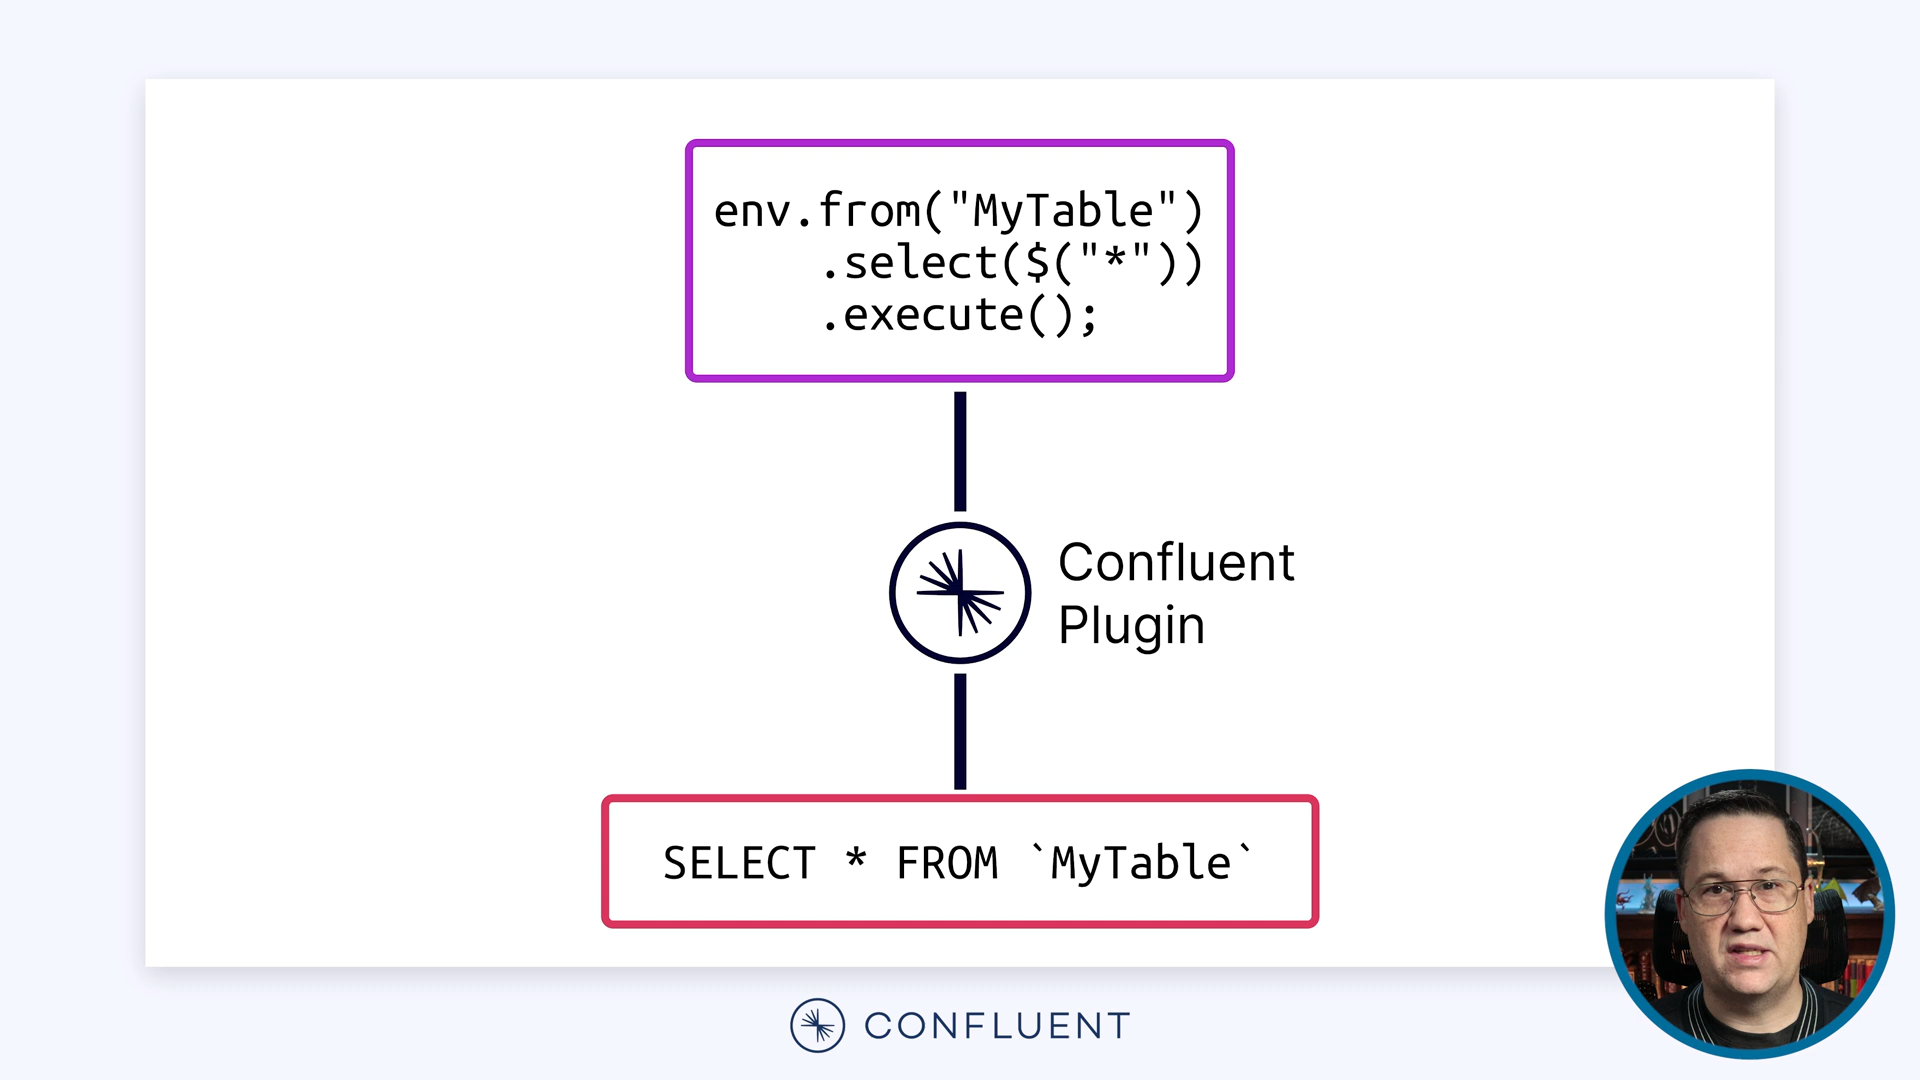 env.from("MyTable")
.select($("*"))
.execute();
Confluent
Plugin
SELECT * FROM `MyTable`
CONFLUENT